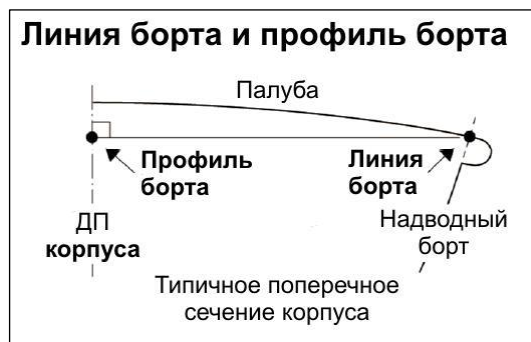 Линия борта и профиль борта
Палуба
Профиль
борта
Линия
борта
ДП
корпуса
Надводный
борт
Типичное поперечное
сечение корпуса